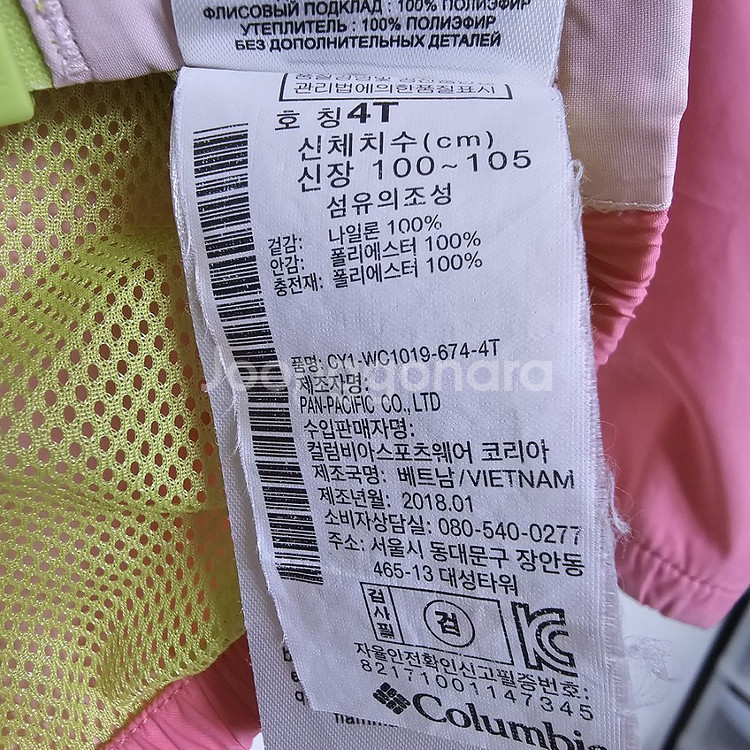 ФЛИСОВЫЙ ПОДКЛАД : 100% ПОЛИЭФИР
УТЕПЛИТЕЛЬ : 100% ПОЛИЭФИР
БЕЗ ДОПОЛНИТЕЛЬНЫХ ДЕТАЛЕЙ
관리법에의한품질표시
호 칭 4T
신체치수(cm)
신장 100~105
섬유의조성
겉감: 나일론 100%
안감: 폴리에스터 100%
충전재: 폴리에스터 100%
품명: CY1-WC1019-674-4T
제조자명:
PAN-PACIFIC CO.,LTD
수입판매자명:
컬럼비아스포츠웨어 코리아
제조국명: 베트남/VIETNAM
제조년월: 2018.01
소비자상담실: 080-540-0277
주소: 서울시 동대문구 장안동
465-13 대성타워
검사필 검
자율안전확인신고필증번호:
82171001147345
Columbia
Joonggonara